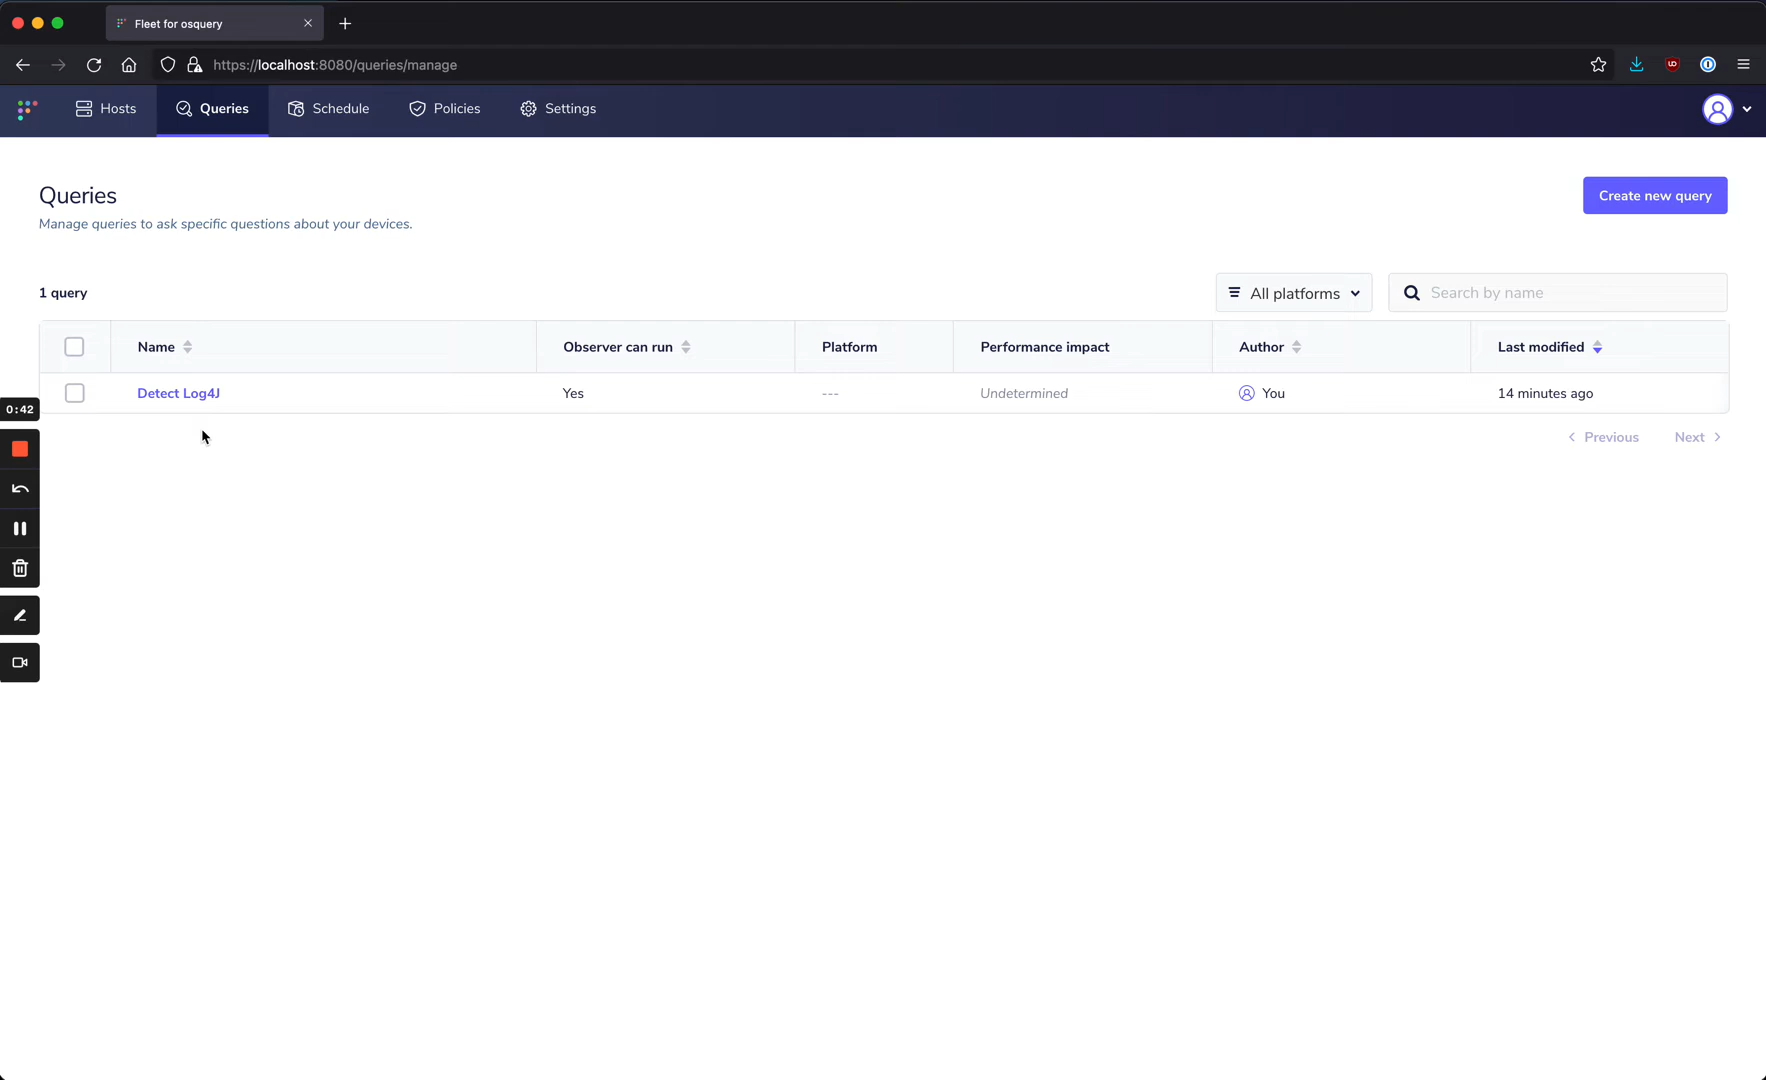 Fleet for osquery
https://localhost:8080/queries/manage
Hosts
Queries
Schedule
Policies
Settings
Queries
Create new query
Manage queries to ask specific questions about your devices.
1 query
All platforms
Search by name
Name
Observer can run
Platform
Performance impact
Author
Last modified
Detect Log4J
Yes
---
Undetermined
You
14 minutes ago
0:42
Previous
Next